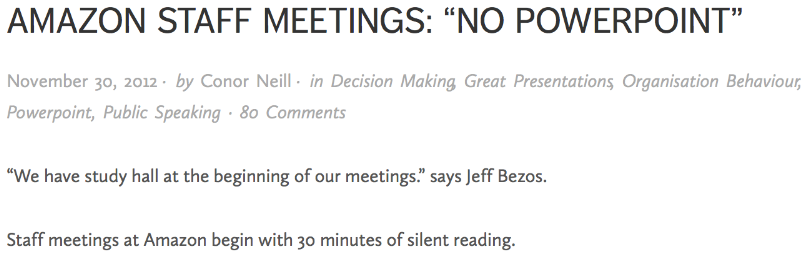 AMAZON STAFF MEETINGS: “NO POWERPOINT”
November 30, 2012 · by Conor Neill · in Decision Making, Great Presentations, Organisation Behaviour,
Powerpoint, Public Speaking · 80 Comments
“We have study hall at the beginning of our meetings.” says Jeff Bezos.
Staff meetings at Amazon begin with 30 minutes of silent reading.